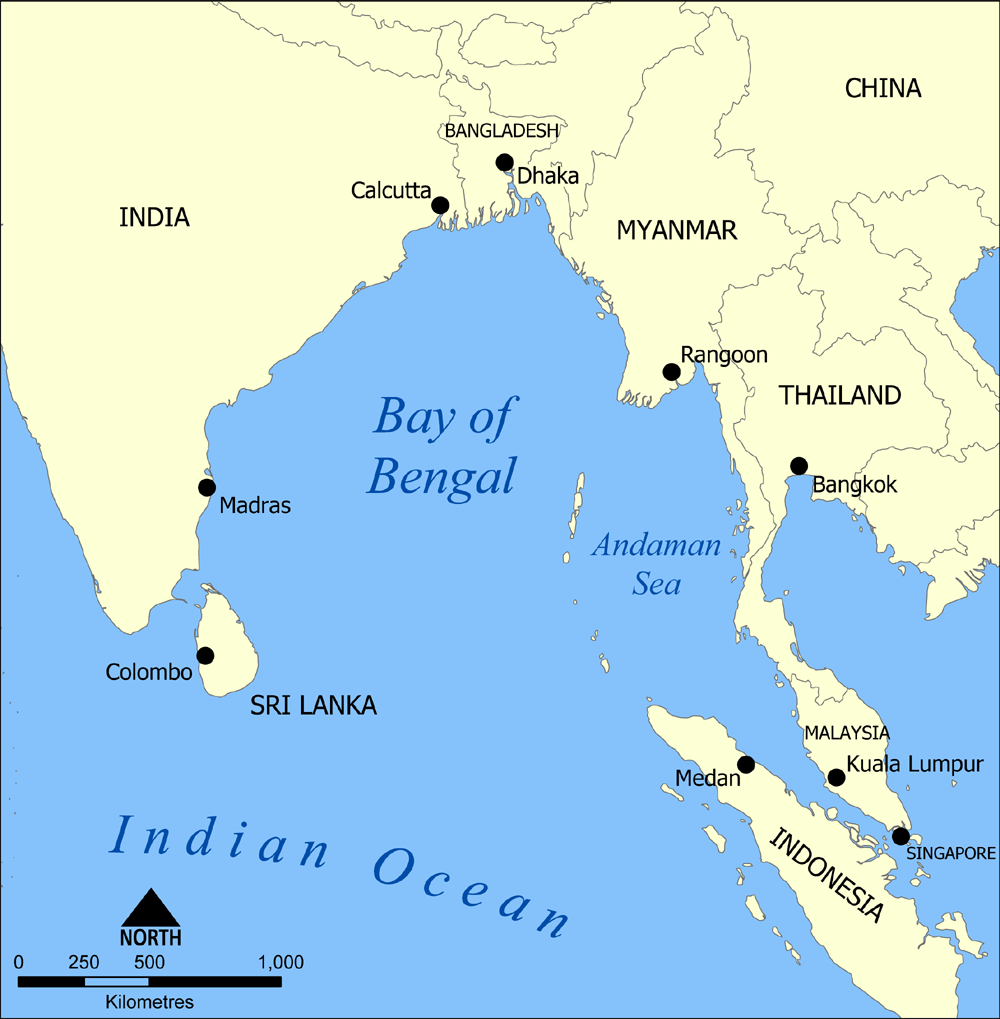 CHINA
BANGLADESH
Dhaka
Calcutta
INDIA
MYANMAR
Rangoon
THAILAND
Bay of
Bengal
Bangkok
Madras
Andaman
Sea
Colombo
SRI LANKA
MALAYSIA
Kuala Lumpur
Medan
Indian Ocean
SINGAPORE
INDONESIA
NORTH
0 250 500 1,000
Kilometres